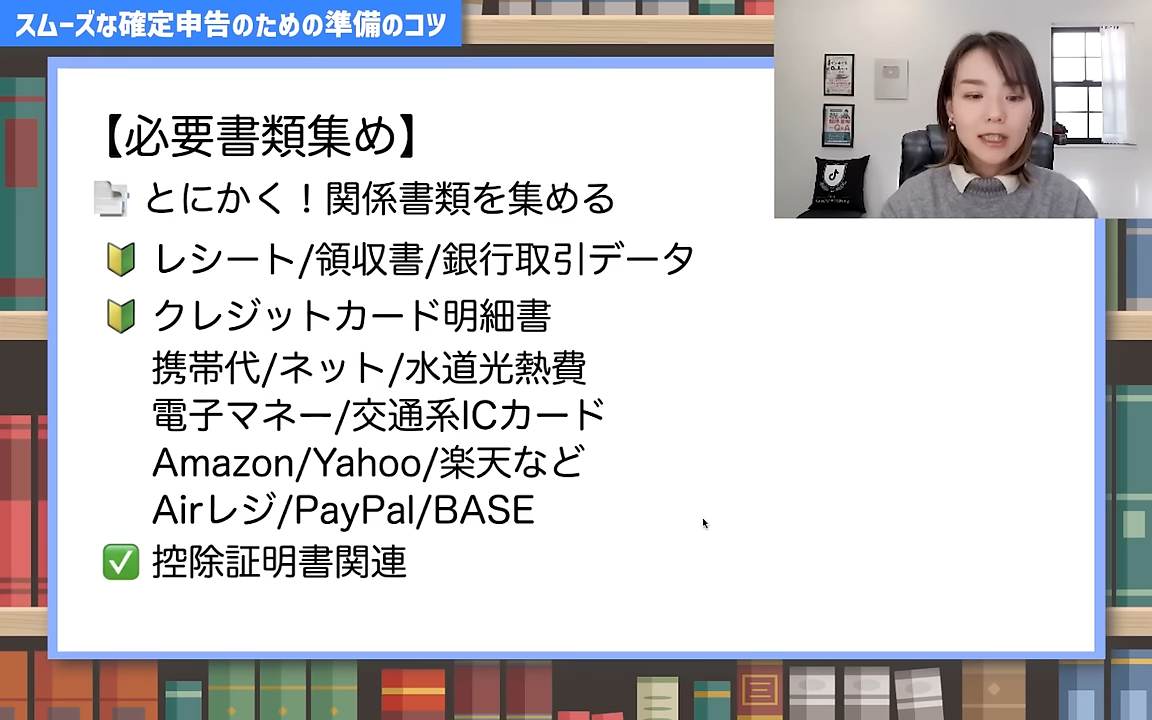 スムーズな確定申告のための準備のコツ
【必要書類集め】
とにかく！関係書類を集める
レシート/領収書/銀行取引データ
クレジットカード明細書
携帯代/ネット/水道光熱費
電子マネー/交通系ICカード
Amazon/Yahoo/楽天など
Airレジ/PayPal/BASE
控除証明書関連
Q&A